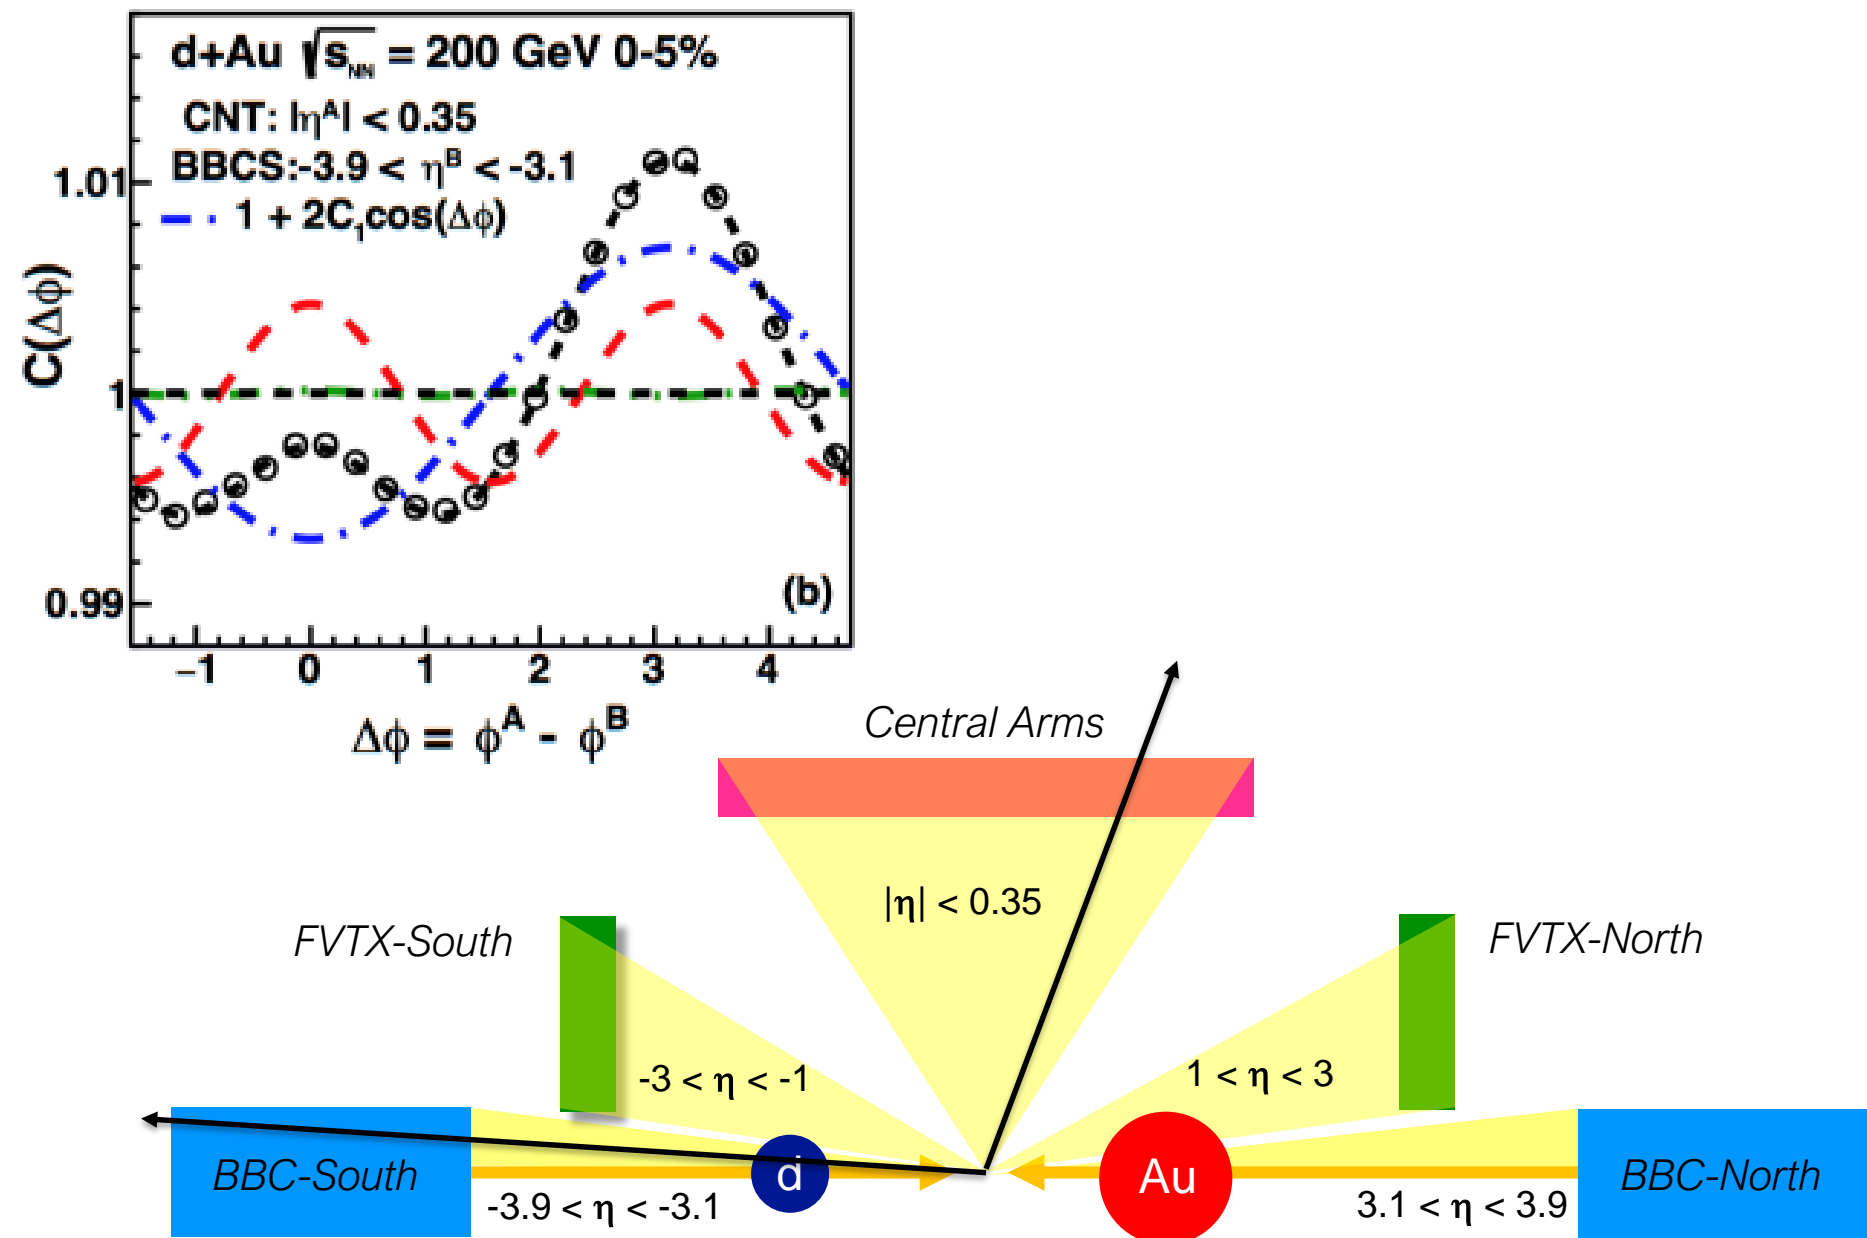 d+Au √s_NN = 200 GeV 0-5%
CNT: |η^A| < 0.35
BBCS:-3.9 < η^B < -3.1
1 + 2C_1cos(Δϕ)
C(Δϕ)
1.01
1
0.99
(b)
−1 0 1 2 3 4
Δϕ = ϕ^A - ϕ^B
Central Arms
|η| < 0.35
FVTX-South
FVTX-North
-3 < η < -1
1 < η < 3
BBC-South
d
Au
BBC-North
-3.9 < η < -3.1
3.1 < η < 3.9